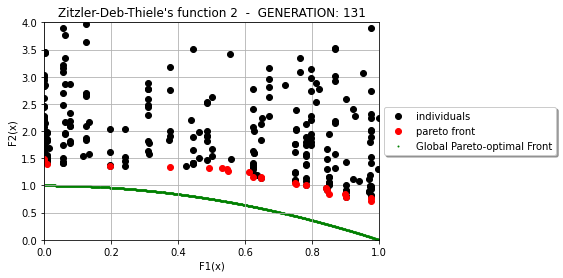 Zitzler-Deb-Thiele's function 2 - GENERATION: 131
4.0
3.5
3.0
2.5
2.0
1.5
1.0
0.5
0.0
F2(x)
0.0 0.2 0.4 0.6 0.8 1.0
F1(x)
individuals
pareto front
Global Pareto-optimal Front